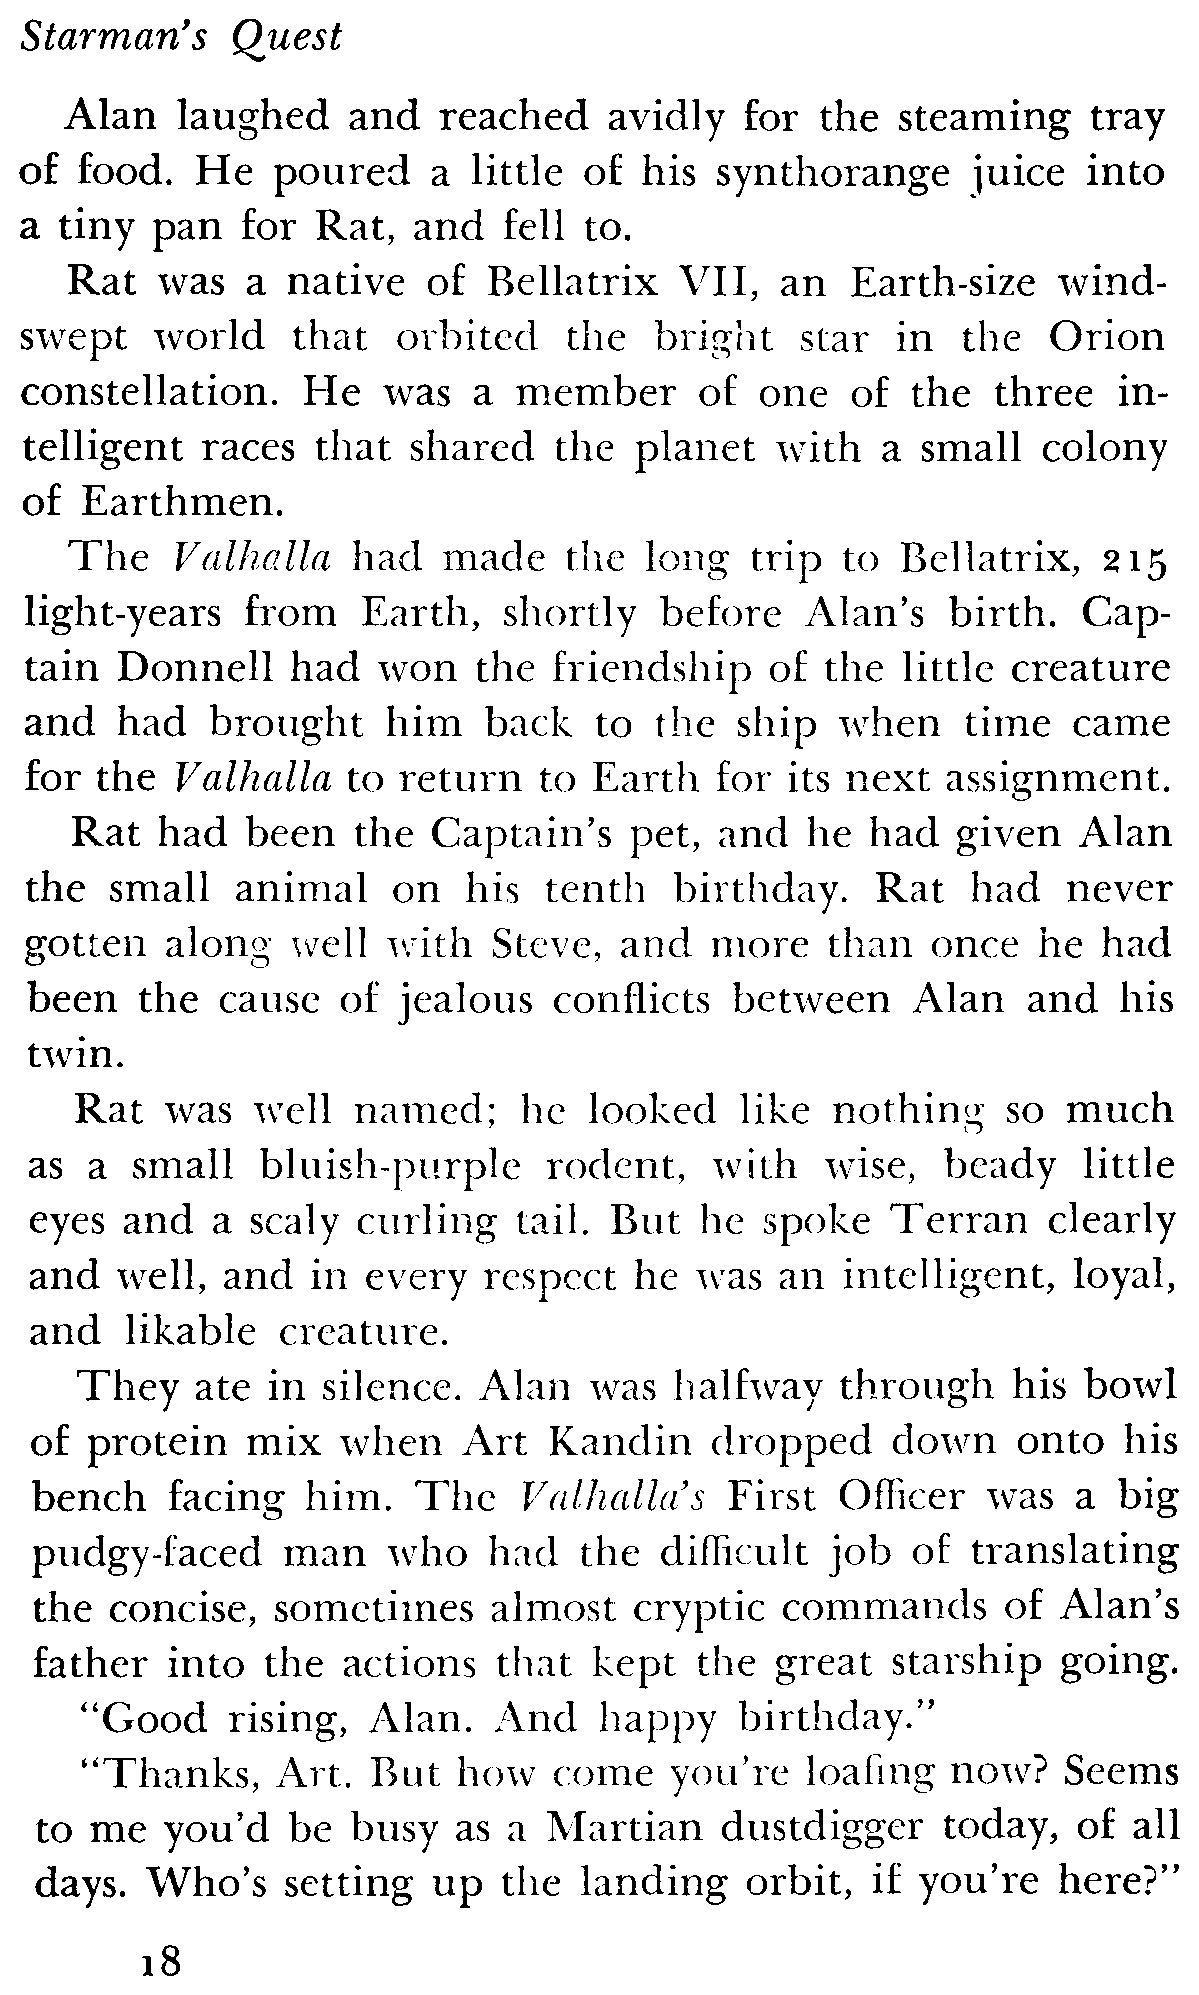 Starman's Quest
Alan laughed and reached avidly for the steaming tray
of food. He poured a little of his synthorange juice into
a tiny pan for Rat, and fell to.
Rat was a native of Bellatrix VII, an Earth-size wind-
swept world that orbited the bright star in the Orion
constellation. He was a member of one of the three in-
telligent races that shared the planet with a small colony
of Earthmen.
The Valhalla had made the long trip to Bellatrix, 215
light-years from Earth, shortly before Alan's birth. Cap-
tain Donnell had won the friendship of the little creature
and had brought him back to the ship when time came
for the Valhalla to return to Earth for its next assignment.
Rat had been the Captain's pet, and he had given Alan
the small animal on his tenth birthday. Rat had never
gotten along well with Steve, and more than once he had
been the cause of jealous conflicts between Alan and his
twin.
Rat was well named; he looked like nothing so much
as a small bluish-purple rodent, with wise, beady little
eyes and a scaly curling tail. But he spoke Terran clearly
and well, and in every respect he was an intelligent, loyal,
and likable creature.
They ate in silence. Alan was halfway through his bowl
of protein mix when Art Kandin dropped down onto his
bench facing him. The Valhalla's First Officer was a big
pudgy-faced man who had the difficult job of translating
the concise, sometimes almost cryptic commands of Alan's
father into the actions that kept the great starship going.
"Good rising, Alan. And happy birthday."
"Thanks, Art. But how come you're loafing now? Seems
to me you'd be busy as a Martian dustdigger today, of all
days. Who's setting up the landing orbit, if you're here?"
18